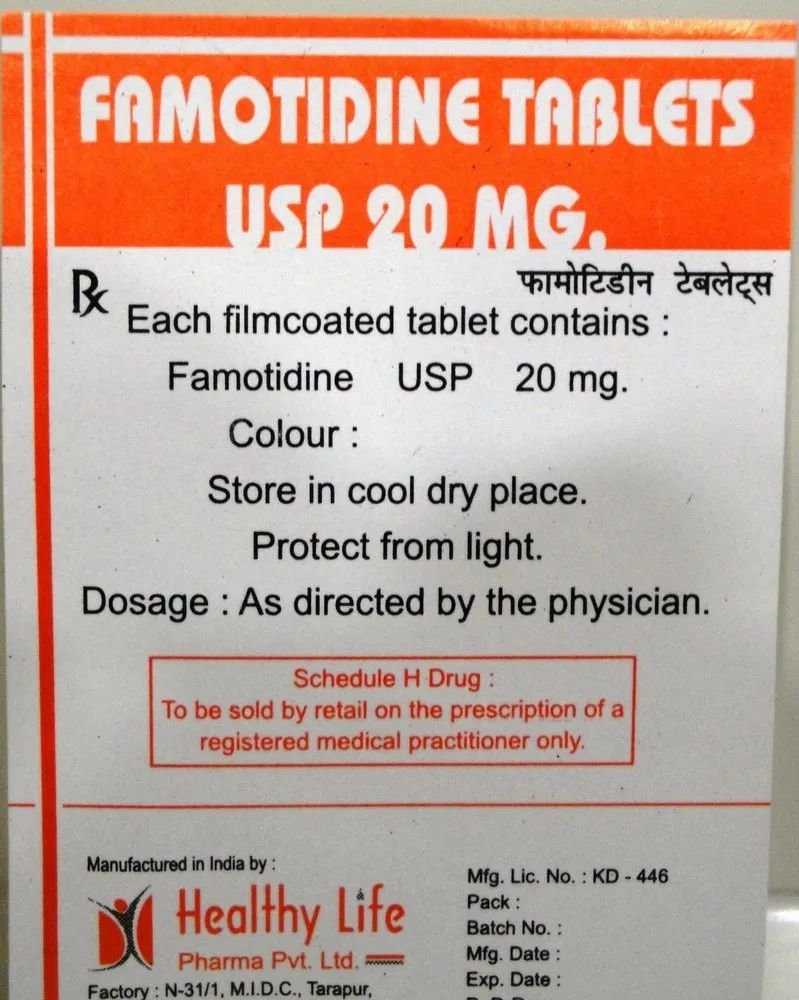 FAMOTIDINE TABLETS
USP 20 MG.
फामोटिडीन टेबलेट्स
Rx
Each filmcoated tablet contains :
Famotidine USP 20 mg.
Colour :
Store in cool dry place.
Protect from light.
Dosage : As directed by the physician.
Schedule H Drug :
To be sold by retail on the prescription of a
registered medical practitioner only.
Manufactured in India by :
Healthy Life
Pharma Pvt. Ltd.
Factory : N-31/1, M.I.D.C., Tarapur,
Mfg. Lic. No. : KD - 446
Pack :
Batch No. :
Mfg. Date :
Exp. Date :